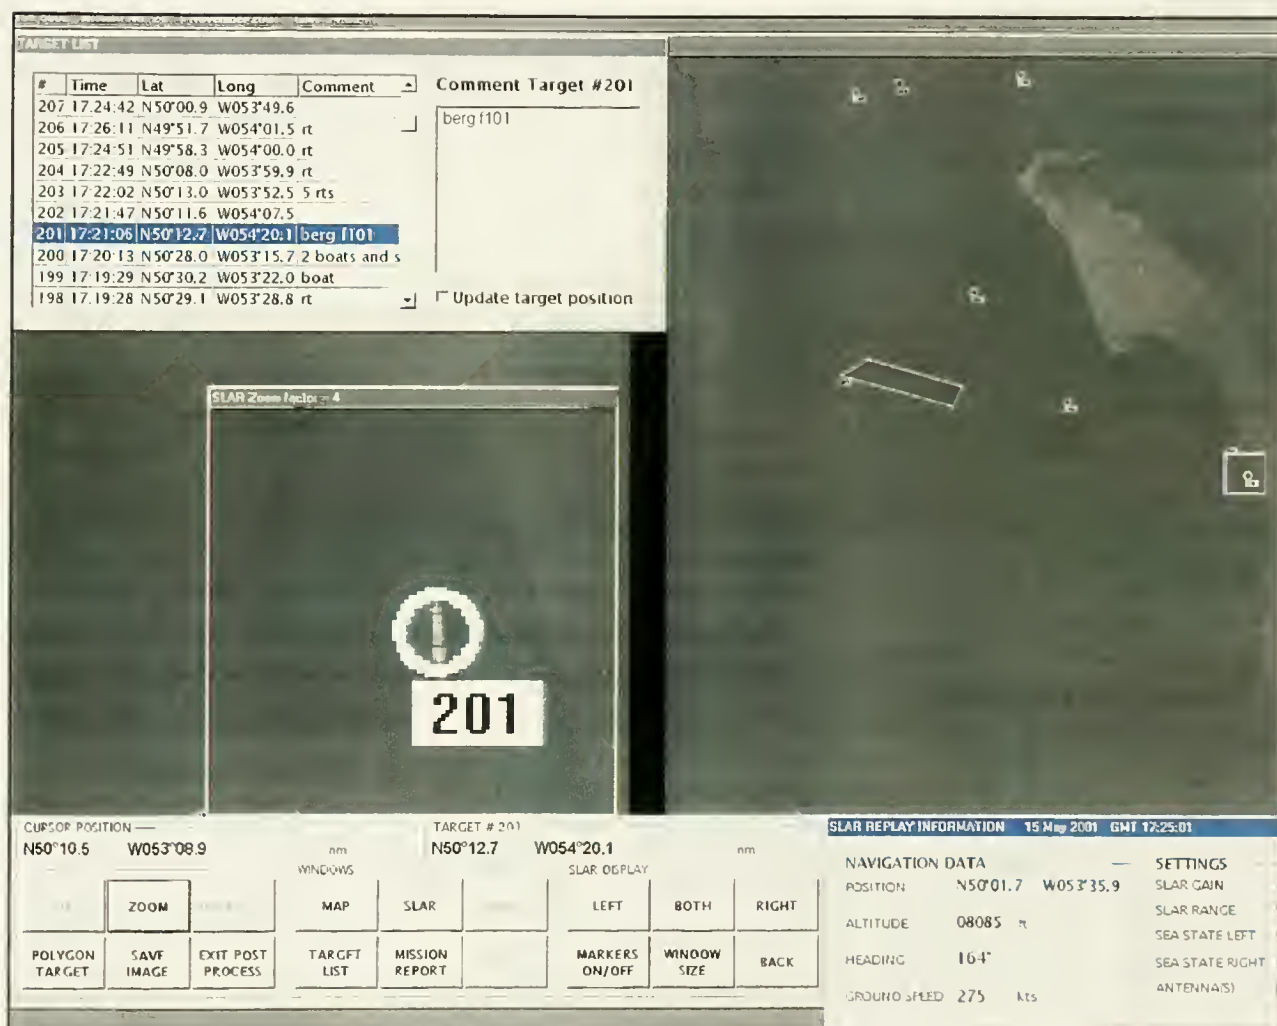 TARGET LIST
# Time Lat Long Comment
207 17:24:42 N50°00.9 W053°49.6
206 17:26:11 N49°51.7 W054°01.5 rt
205 17:24:51 N49°58.3 W054°00.0 rt
204 17:22:49 N50°08.0 W053°59.9 rt
203 17:22:02 N50°13.0 W053°52.5 5 rts
202 17:21:47 N50°11.6 W054°07.5
201 17:21:06 N50°12.7 W054°20.1 berg f101
200 17:20:13 N50°28.0 W053°15.7 2 boats and s
199 17:19:29 N50°30.2 W053°22.0 boat
198 17:19:28 N50°29.1 W053°28.8 rt
Comment Target #201
berg f101
Update target position
SLAR Zoom factor = 4
201
CURSOR POSITION
N50°10.5 W053°08.9 nm
TARGET # 201
N50°12.7 W054°20.1 nm
WINDOWS
SLAR DISPLAY
ZOOM
MAP
SLAR
LEFT
BOTH
RIGHT
POLYGON TARGET
SAVE IMAGE
EXIT POST PROCESS
TARGET LIST
MISSION REPORT
MARKERS ON/OFF
WINDOW SIZE
BACK
SLAR REPLAY INFORMATION 15 May 2001 GMT 17:25:01
NAVIGATION DATA
POSITION N50°01.7 W053°35.9
ALTITUDE 08085 ft
HEADING 164°
GROUND SPEED 275 kts
SETTINGS
SLAR GAIN
SLAR RANGE
SEA STATE LEFT
SEA STATE RIGHT
ANTENNA(S)